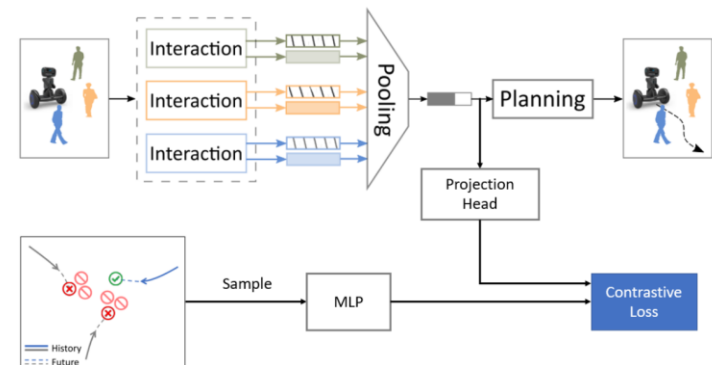 Interaction
Interaction
Interaction
Pooling
Planning
Projection
Head
Sample
MLP
Contrastive
Loss
History
Future